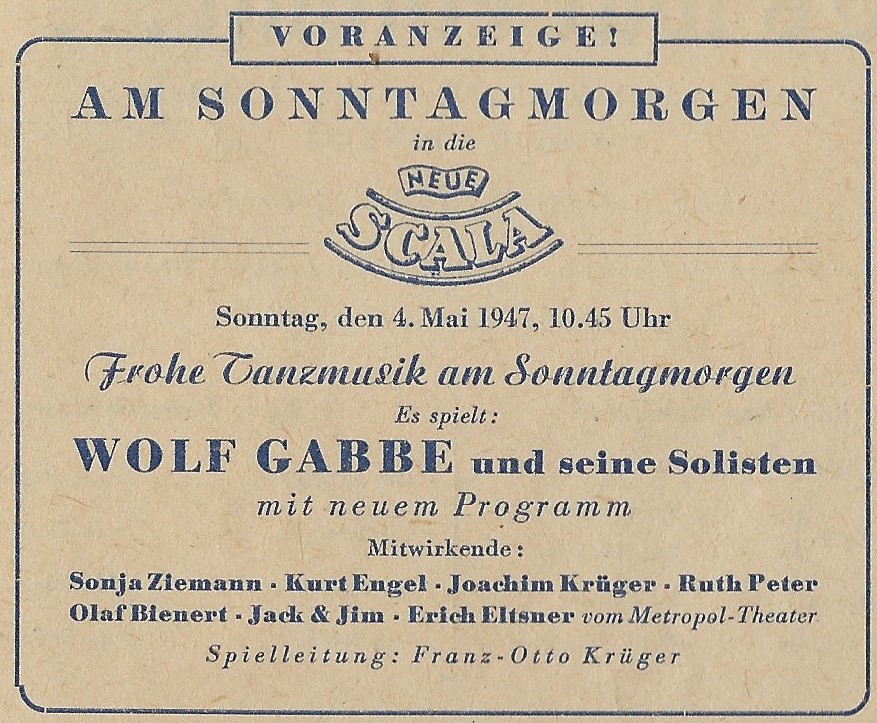 VORANZEIGE!
AM SONNTAGMORGEN
in die
NEUE
SCALA
Sonntag, den 4. Mai 1947, 10.45 Uhr
Frohe Tanzmusik am Sonntagmorgen
Es spielt:
WOLF GABBE und seine Solisten
mit neuem Programm
Mitwirkende:
Sonja Ziemann · Kurt Engel · Joachim Krüger · Ruth Peter
Olaf Bienert · Jack & Jim · Erich Eltsner vom Metropol-Theater
Spielleitung: Franz-Otto Krüger